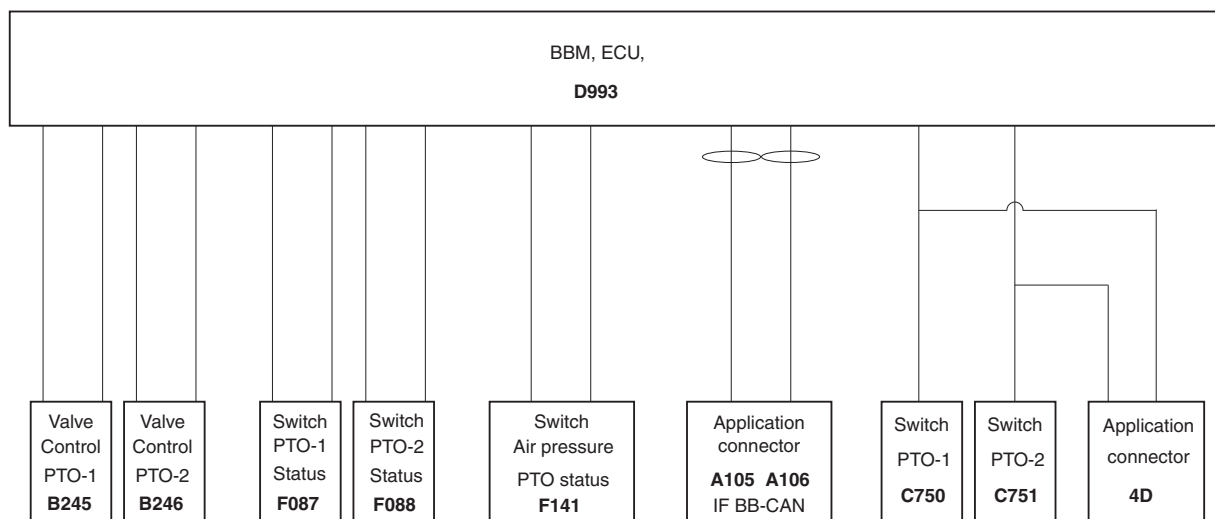 BBM, ECU,
D993
Valve
Control
PTO-1
B245
Valve
Control
PTO-2
B246
Switch
PTO-1
Status
F087
Switch
PTO-2
Status
F088
Switch
Air pressure
PTO status
F141
Application
connector
A105 A106
IF BB-CAN
Switch
PTO-1
C750
Switch
PTO-2
C751
Application
connector
4D